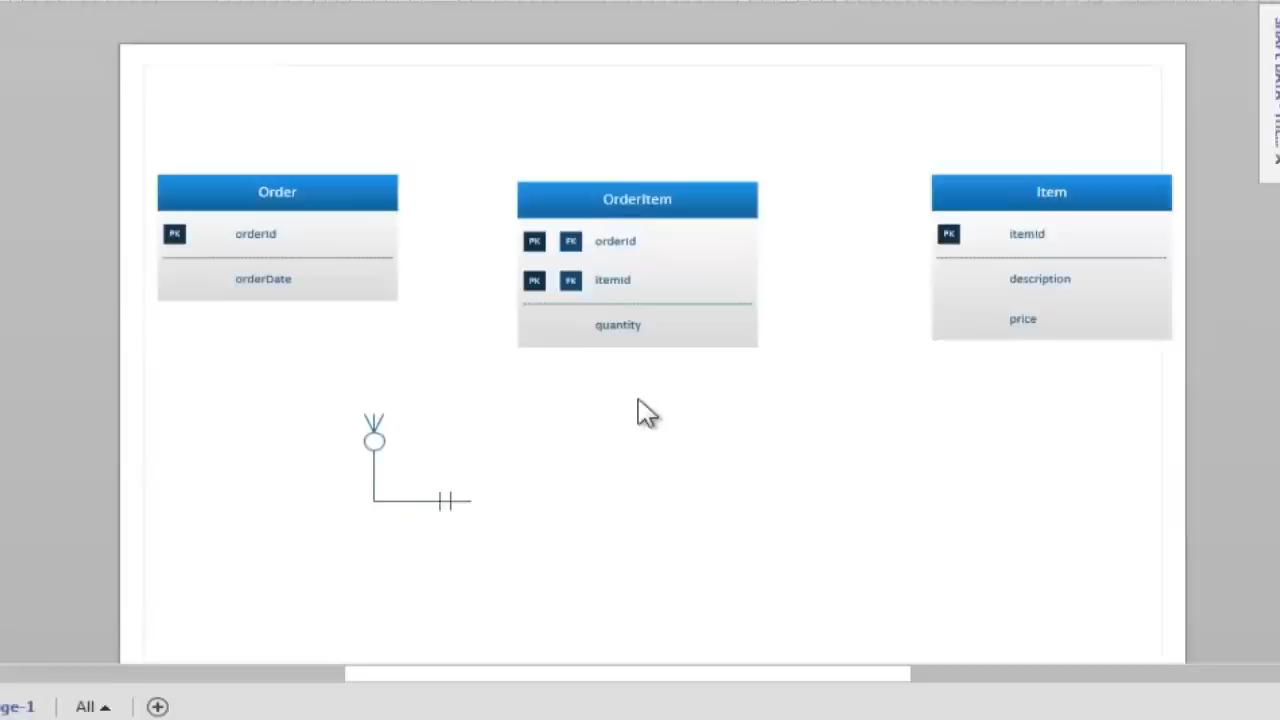 Order
PK orderId
orderDate
OrderItem
PK FK orderId
PK FK itemId
quantity
Item
PK itemId
description
price
ge-1 All